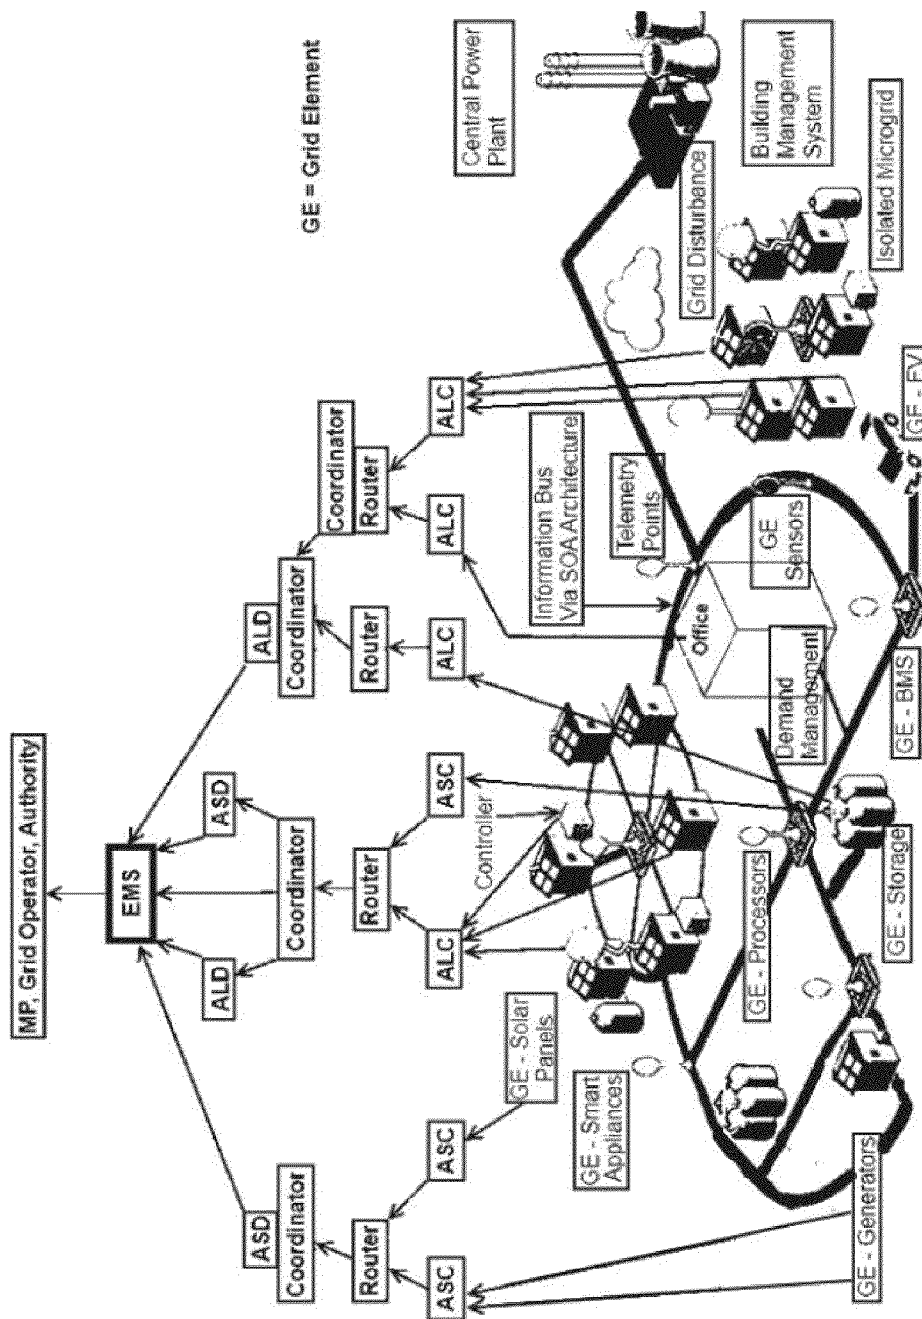 MP, Grid Operator, Authority
EMS
ASD
Coordinator
ALD
ASD
Coordinator
ALD
Coordinator
Coordinator
Router
Router
Router
Router
ASC
ASC
ALC
ASC
ALC
ALC
ALC
GE = Grid Element
GE - Solar
Panels
Controller
Information Bus
Via SOA Architecture
Central Power
Plant
GE - Smart
Appliances
Telemetry
Points
Office
Grid Disturbance
GE - Processors
Demand
Management
GE
Sensors
Building
Management
System
GE - Generators
GE - Storage
GE - BMS
GE - EV
Isolated Microgrid